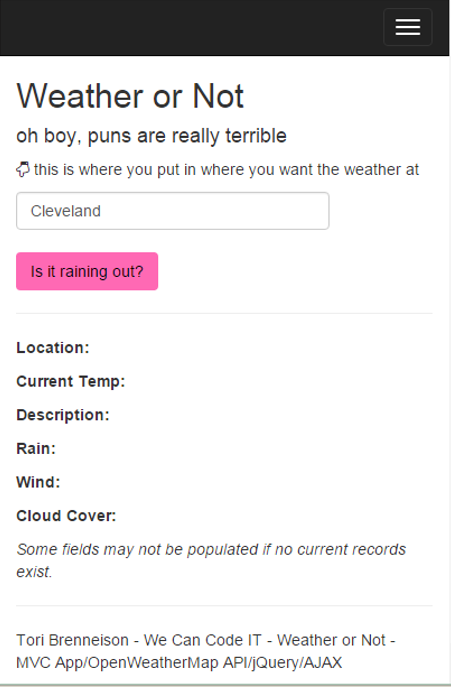 Weather or Not
oh boy, puns are really terrible
this is where you put in where you want the weather at
Cleveland
Is it raining out?
Location:
Current Temp:
Description:
Rain:
Wind:
Cloud Cover:
Some fields may not be populated if no current records
exist.
Tori Brenneison - We Can Code IT - Weather or Not -
MVC App/OpenWeatherMap API/jQuery/AJAX